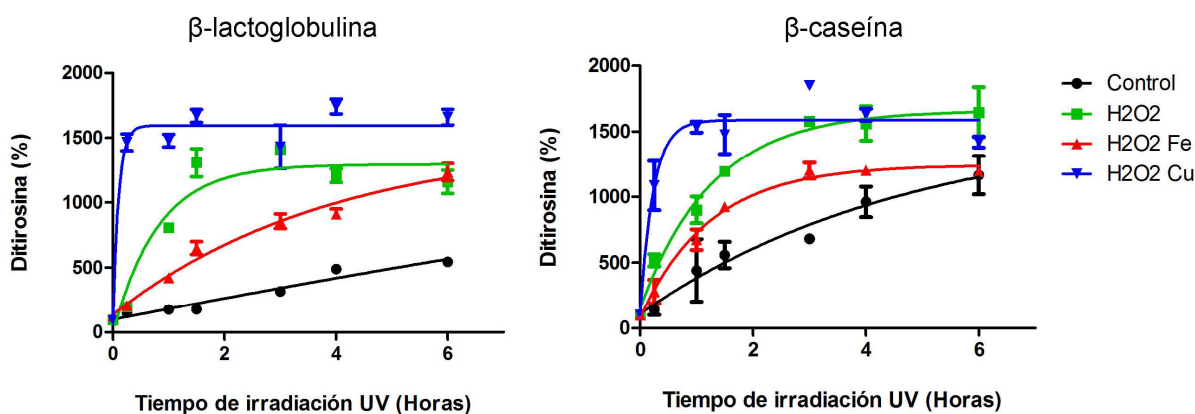 β-lactoglobulina
Ditirosina (%)
2000
1500
1000
500
0
0
2
4
6
Tiempo de irradiación UV (Horas)
β-caseína
Ditirosina (%)
2000
1500
1000
500
0
0
2
4
6
Tiempo de irradiación UV (Horas)
Control
H2O2
H2O2 Fe
H2O2 Cu